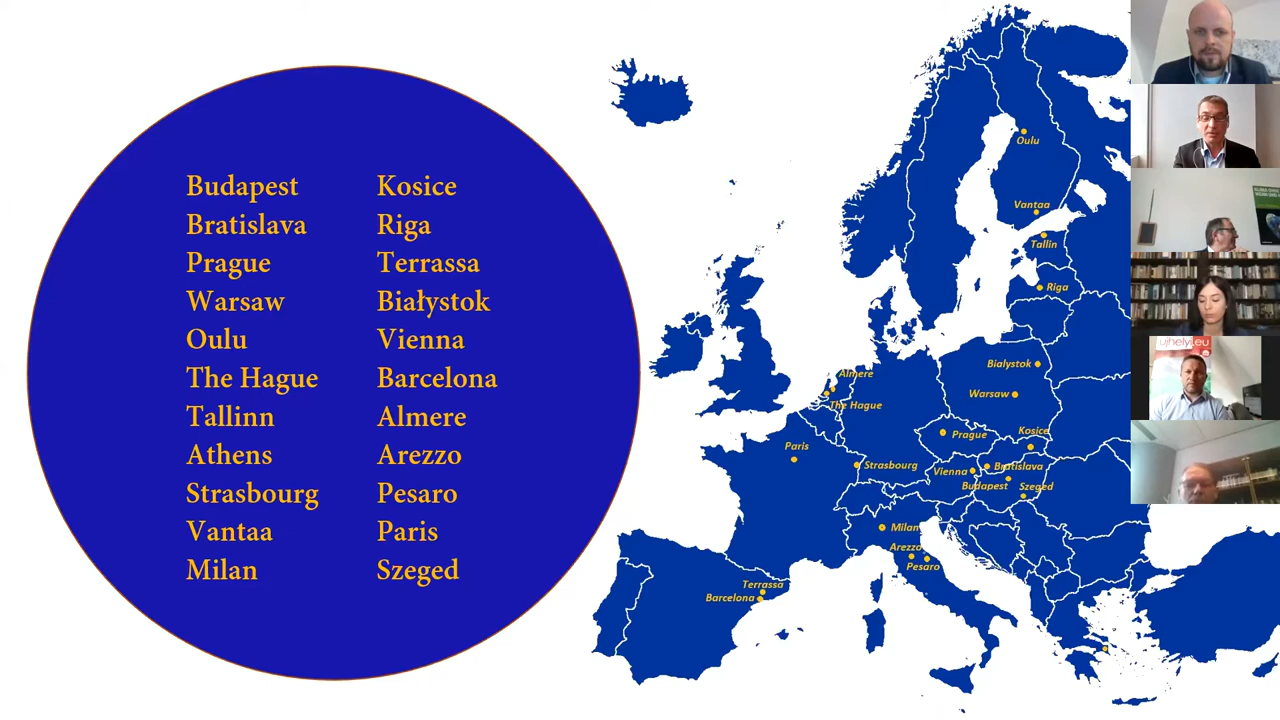 Budapest
Bratislava
Prague
Warsaw
Oulu
The Hague
Tallinn
Athens
Strasbourg
Vantaa
Milan
Kosice
Riga
Terrassa
Białystok
Vienna
Barcelona
Almere
Arezzo
Pesaro
Paris
Szeged
Oulu
Vantaa
Tallin
Riga
Bialystok
Almere
Warsaw
The Hague
Kosice
Prague
Paris
Strasbourg
Bratislava
Vienna
Budapest
Szeged
Milan
Arezzo
Pesaro
Terrassa
Barcelona
ujhelyi.eu